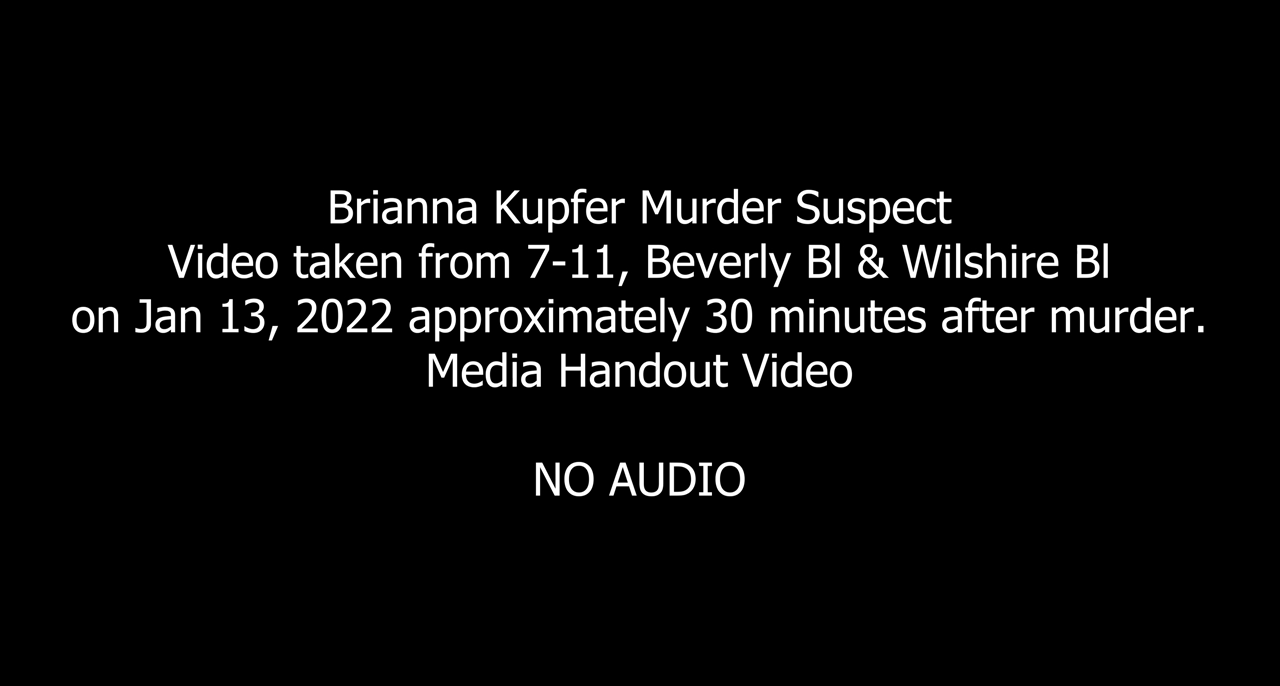 Brianna Kupfer Murder Suspect
Video taken from 7-11, Beverly Bl & Wilshire Bl
on Jan 13, 2022 approximately 30 minutes after murder.
Media Handout Video
NO AUDIO